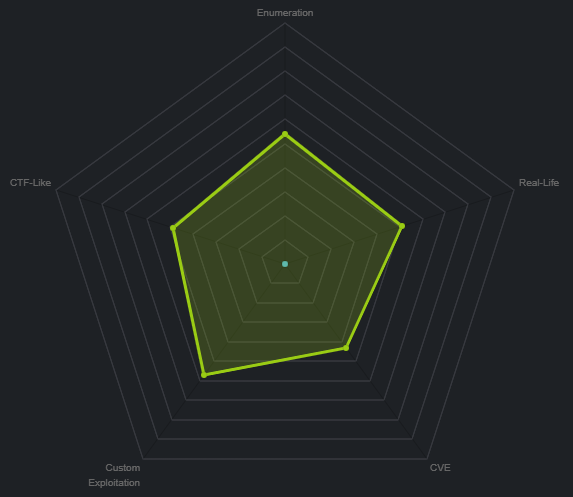 Enumeration
CTF-Like
Real-Life
Custom
Exploitation
CVE